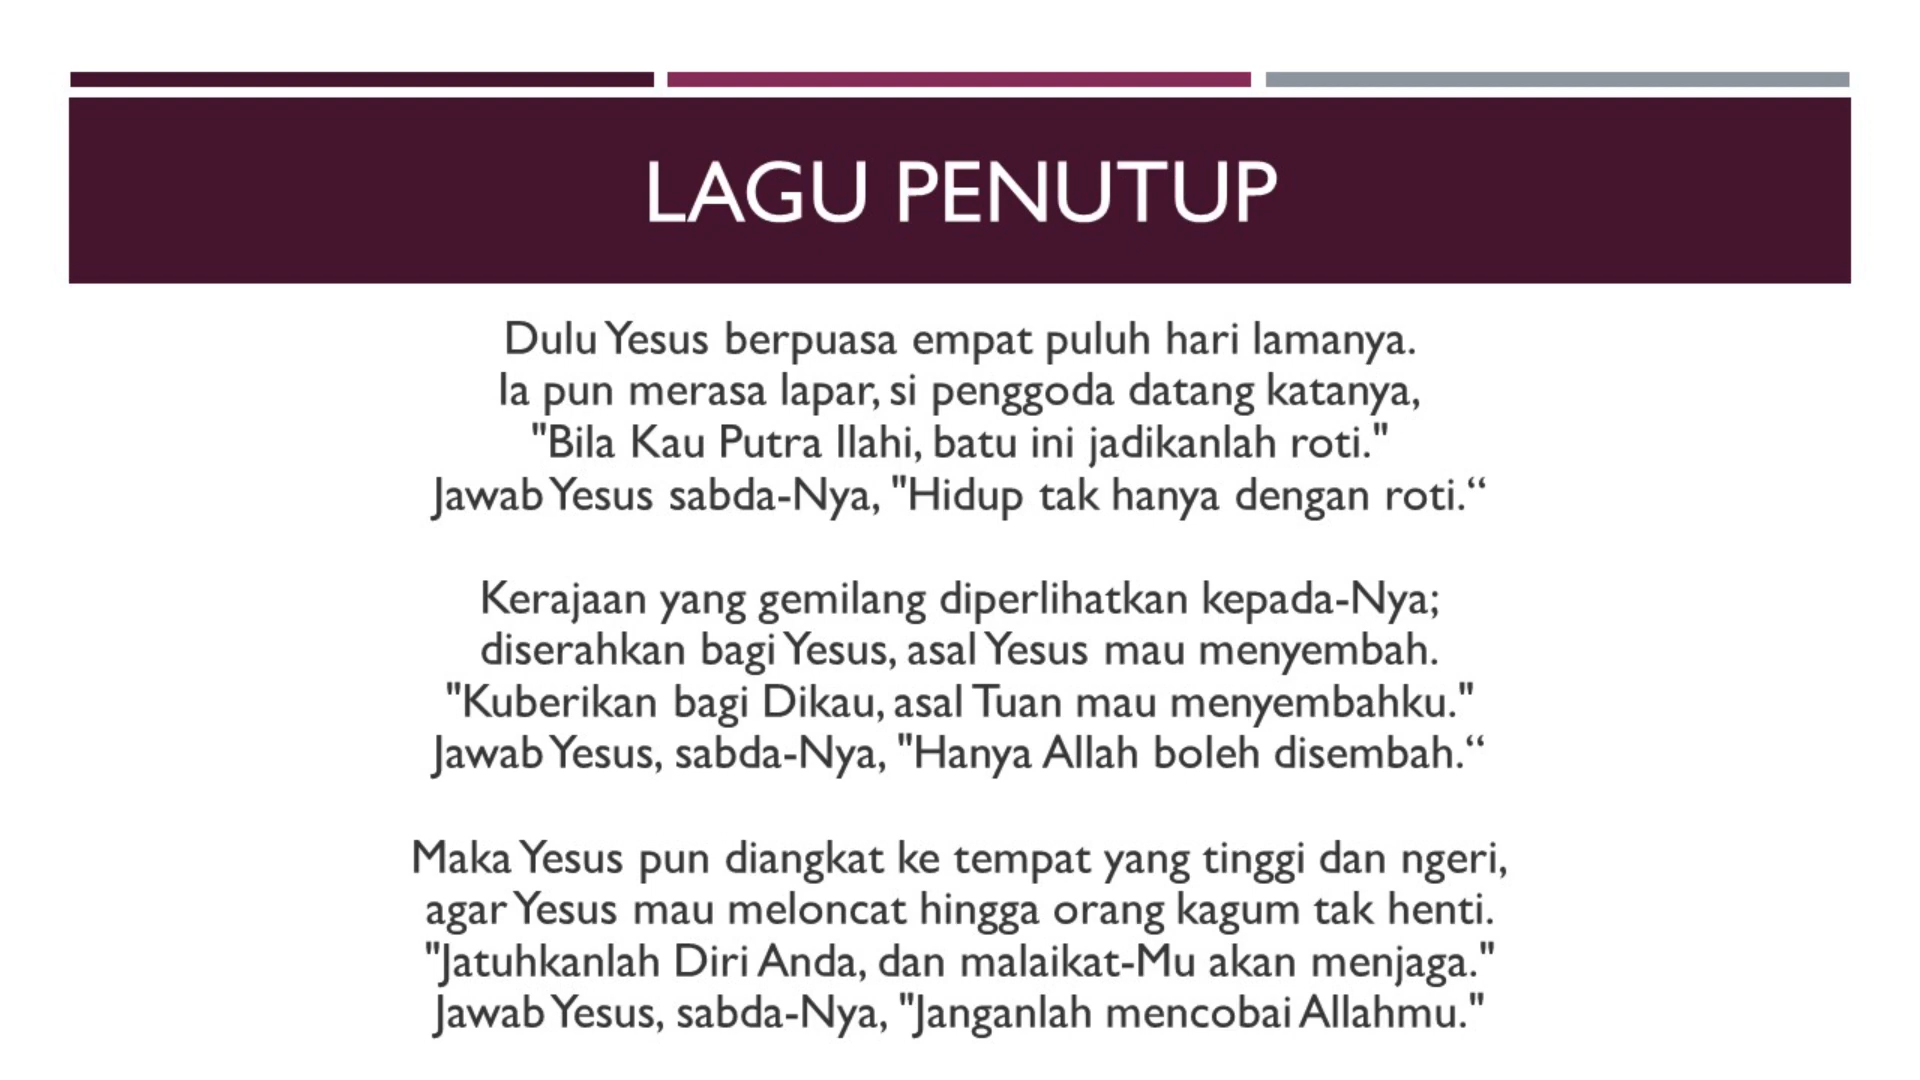 LAGU PENUTUP
Dulu Yesus berpuasa empat puluh hari lamanya.
Ia pun merasa lapar, si penggoda datang katanya,
"Bila Kau Putra Ilahi, batu ini jadikanlah roti."
Jawab Yesus sabda-Nya, "Hidup tak hanya dengan roti.“
Kerajaan yang gemilang diperlihatkan kepada-Nya;
diserahkan bagi Yesus, asal Yesus mau menyembah.
"Kuberikan bagi Dikau, asal Tuan mau menyembahku."
Jawab Yesus, sabda-Nya, "Hanya Allah boleh disembah.“
Maka Yesus pun diangkat ke tempat yang tinggi dan ngeri,
agar Yesus mau meloncat hingga orang kagum tak henti.
"Jatuhkanlah Diri Anda, dan malaikat-Mu akan menjaga."
Jawab Yesus, sabda-Nya, "Janganlah mencobai Allahmu."